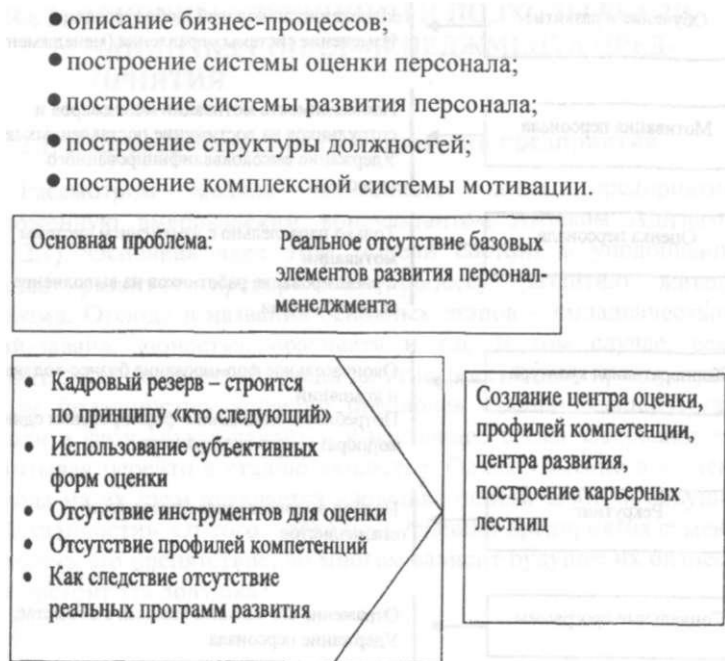 ● описание бизнес-процессов;
● построение системы оценки персонала;
● построение системы развития персонала;
● построение структуры должностей;
● построение комплексной системы мотивации.
Основная проблема: Реальное отсутствие базовых
элементов развития персонал-
менеджмента
• Кадровый резерв – строится
по принципу «кто следующий»
• Использование субъективных
форм оценки
• Отсутствие инструментов для оценки
• Отсутствие профилей компетенций
• Как следствие отсутствие
реальных программ развития
Создание центра оценки,
профилей компетенции,
центра развития,
построение карьерных
лестниц